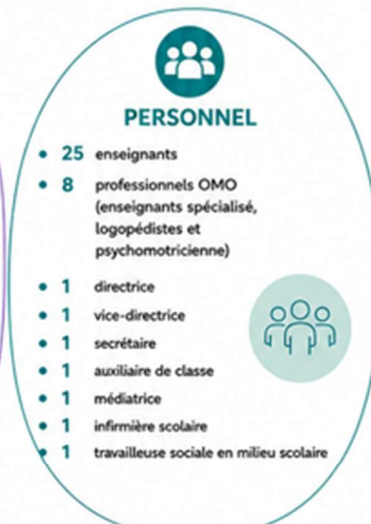 PERSONNEL
• 25 enseignants
• 8 professionnels OMO
(enseignants spécialisé,
logopédistes et
psychomotricienne)
• 1 directrice
• 1 vice-directrice
• 1 secrétaire
• 1 auxiliaire de classe
• 1 médiatrice
• 1 infirmière scolaire
• 1 travailleuse sociale en milieu scolaire